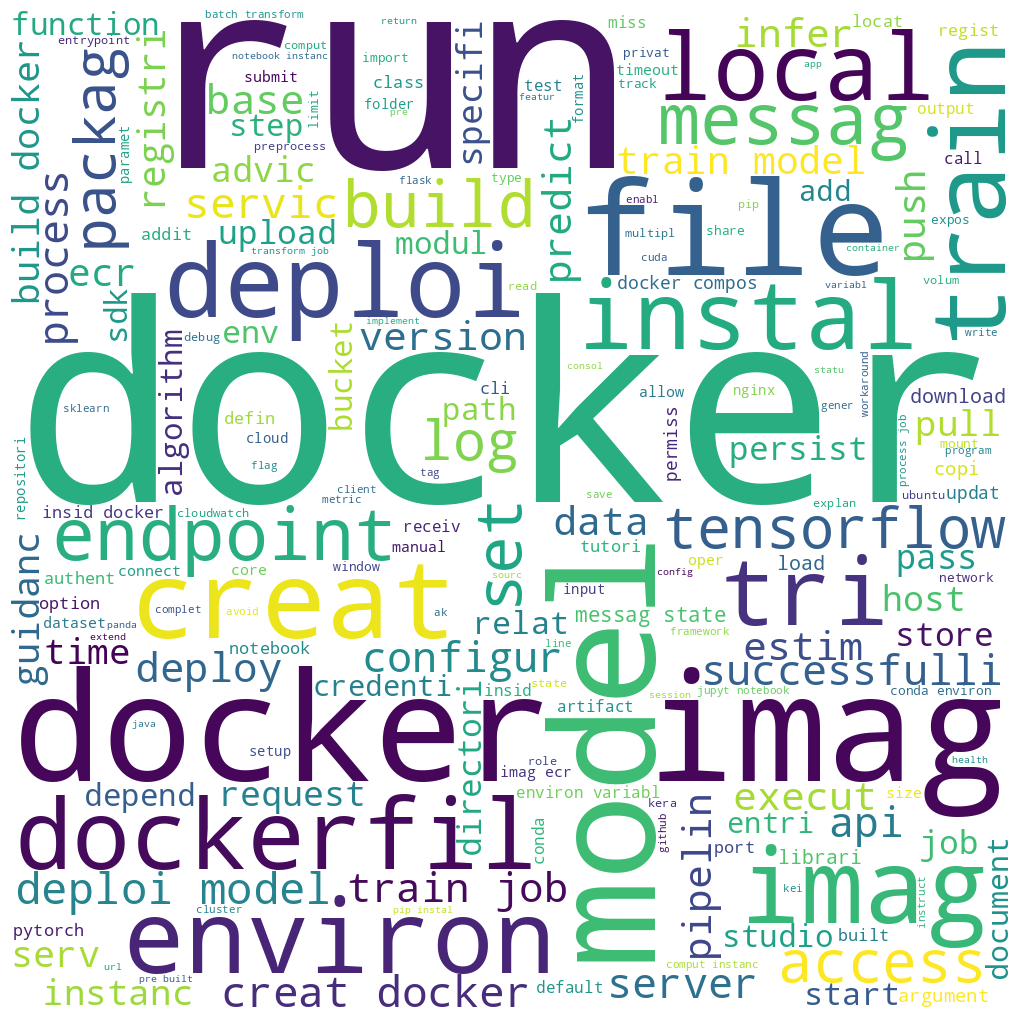 function
batch transform
return
miss
locat
entrypoint
run
infer
regist
notebook instanc
comput
import
privat
local
app
submit
class
test
timeout
build docker
packag
registri
base
folder
limit
pre
specifi
featur
format
track
messag
output
train
step
preprocess
paramet
advic
flask
type
predict
train model
call
process
servic
build
enabl
pip
file
add
push
expos
addit
upload
modul
multipl
share
cuda
container
transform job
ecr
sdk
read
docker compos
variabl
volum
deploi
instal
debug
env
implement
version
bucket
write
consol
statu
workaround
docker
algorithm
sklearn
defin
cloud
flag
cli
path
log
tag
allow
nginx
gener
download
permiss
persist
pull
mount
process job
program
copi
repositori
client
metric
save
explan
ubuntu
updat
insid docker
cloudwatch
receiv
manual
set
data
tensorflow
endpoint
tutori
guidanc
authent
connect
core
window
sourc
input
config
oper
load
pass
network
option
creat
complet
avoid
ak
model
messag state
tri
host
dataset
panda
extend
relat
framework
time
notebook
line
estim
store
deploy
configur
successfulli
credenti
directori
insid
state
session
jupyt notebook
conda environ
artifact
java
docker imag
setup
role
imag ecr
health
depend
request
environ variabl
kera
execut
size
dockerfil
conda
github
pipelin
port
entri
api
job
librari
imag
instruct
document
deploi model
train job
kei
cluster
pip instal
pytorch
environ
studio
built
serv
url
pre built
comput instanc
access
instanc
creat docker
default
server
start
argument